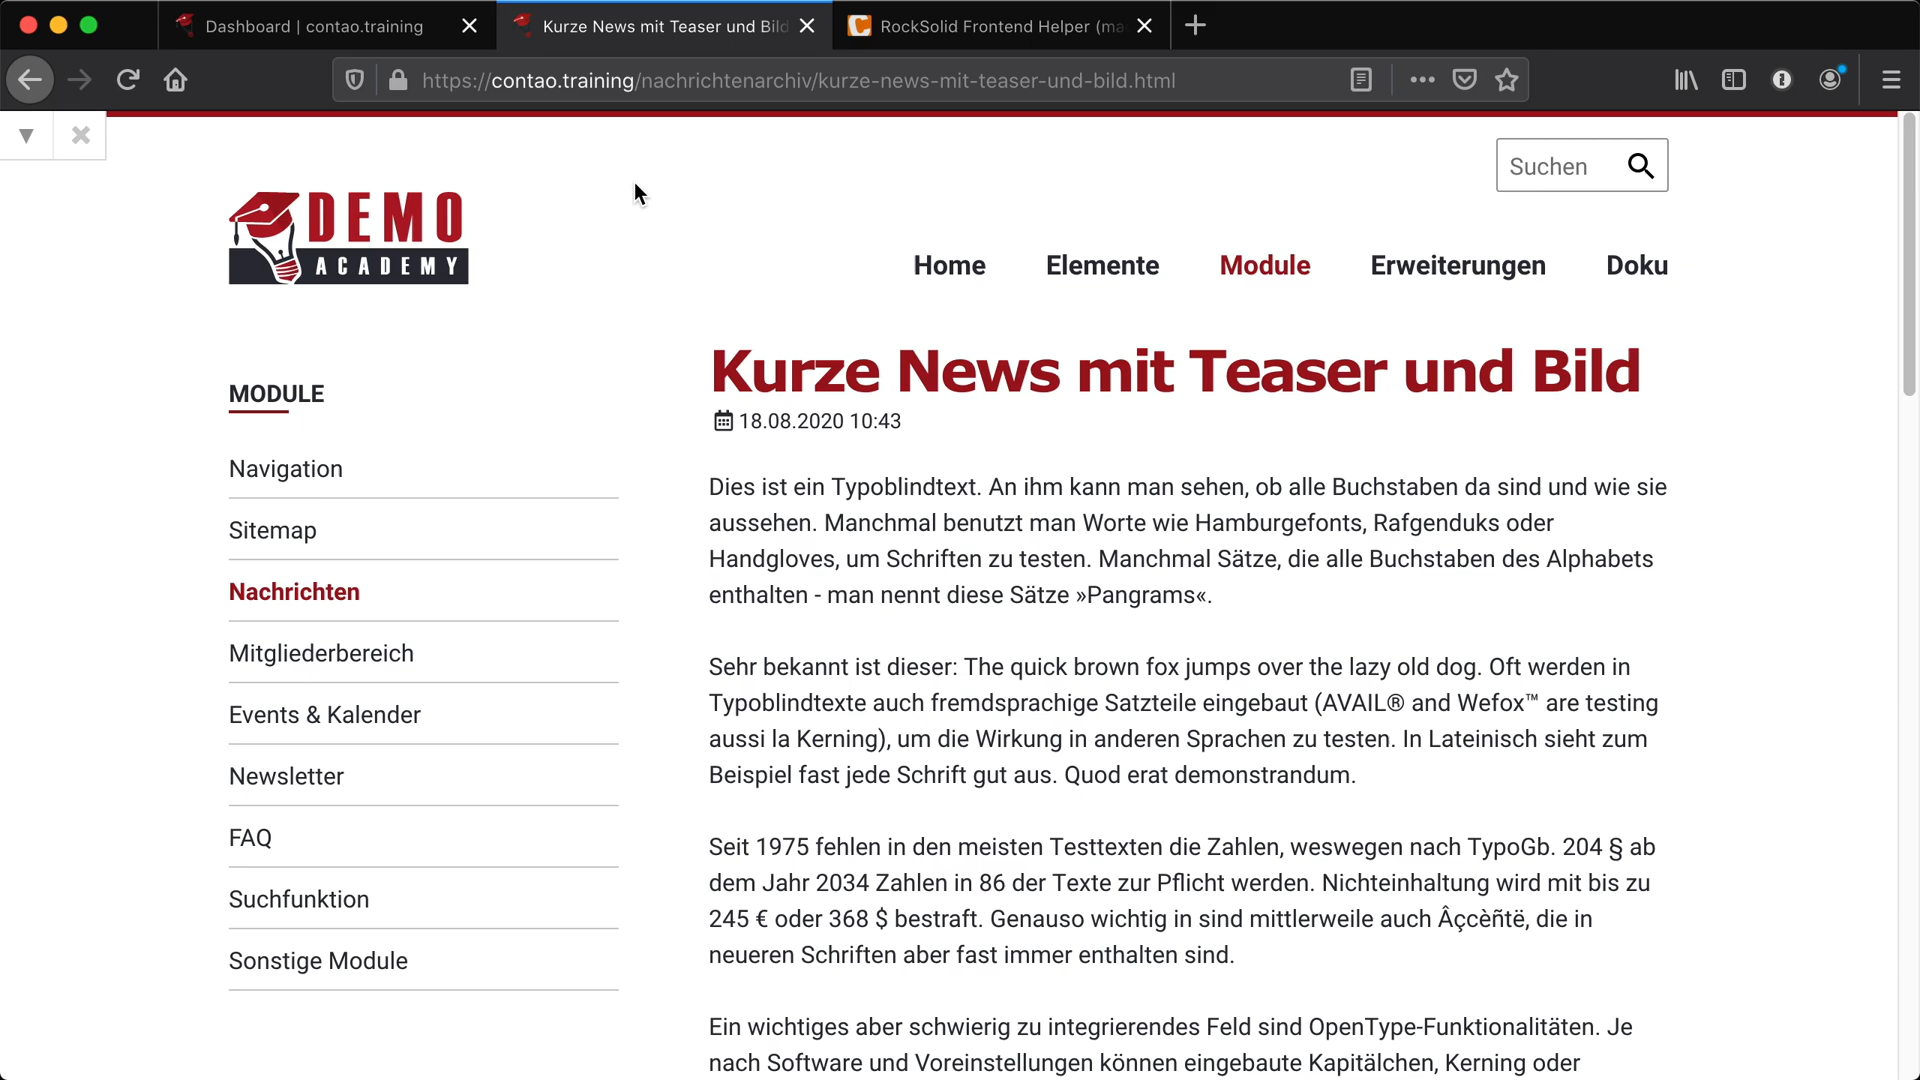 Dashboard | contao.training
Kurze News mit Teaser und Bild
RockSolid Frontend Helper (ma
https://contao.training/nachrichtenarchiv/kurze-news-mit-teaser-und-bild.html
Suchen
DEMO
ACADEMY
Home Elemente Module Erweiterungen Doku
MODULE
Navigation
Sitemap
Nachrichten
Mitgliederbereich
Events & Kalender
Newsletter
FAQ
Suchfunktion
Sonstige Module
Kurze News mit Teaser und Bild
18.08.2020 10:43
Dies ist ein Typoblindtext. An ihm kann man sehen, ob alle Buchstaben da sind und wie sie
aussehen. Manchmal benutzt man Worte wie Hamburgefonts, Rafgenduks oder
Handgloves, um Schriften zu testen. Manchmal Sätze, die alle Buchstaben des Alphabets
enthalten - man nennt diese Sätze »Pangrams«.
Sehr bekannt ist dieser: The quick brown fox jumps over the lazy old dog. Oft werden in
Typoblindtexte auch fremdsprachige Satzteile eingebaut (AVAIL® and Wefox™ are testing
aussi la Kerning), um die Wirkung in anderen Sprachen zu testen. In Lateinisch sieht zum
Beispiel fast jede Schrift gut aus. Quod erat demonstrandum.
Seit 1975 fehlen in den meisten Testtexten die Zahlen, weswegen nach TypoGb. 204 § ab
dem Jahr 2034 Zahlen in 86 der Texte zur Pflicht werden. Nichteinhaltung wird mit bis zu
245 € oder 368 $ bestraft. Genauso wichtig in sind mittlerweile auch Âçcèñtë, die in
neueren Schriften aber fast immer enthalten sind.
Ein wichtiges aber schwierig zu integrierendes Feld sind OpenType-Funktionalitäten. Je
nach Software und Voreinstellungen können eingebaute Kapitälchen, Kerning oder